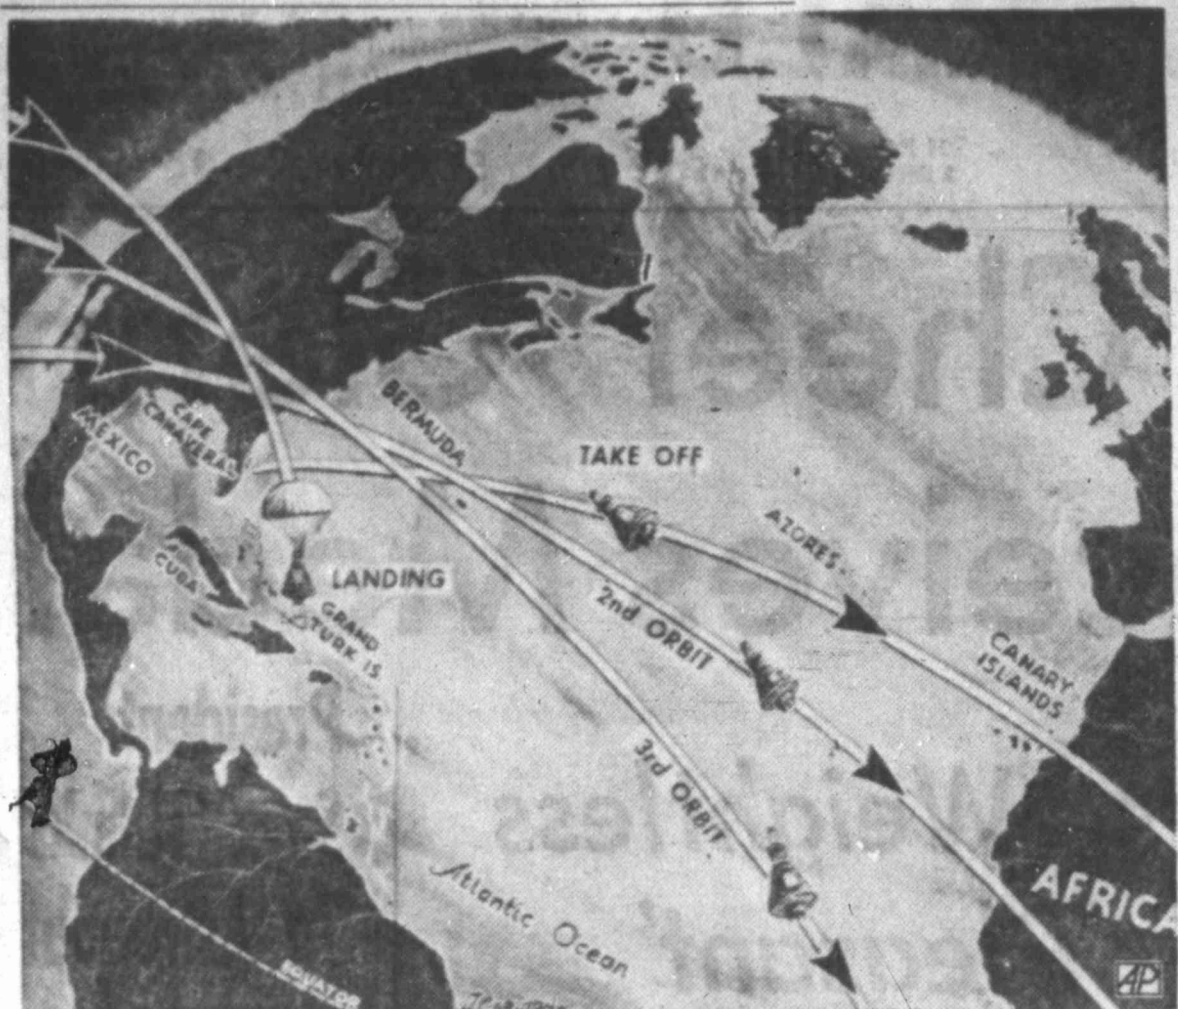 BERMUDA
CAPE
CANAVERAL
MEXICO
TAKE OFF
AZORES
CUBA
LANDING
GRAND
TURK IS
2nd ORBIT
CANARY
ISLANDS
3rd ORBIT
AFRICA
Atlantic Ocean
EQUATOR
AP